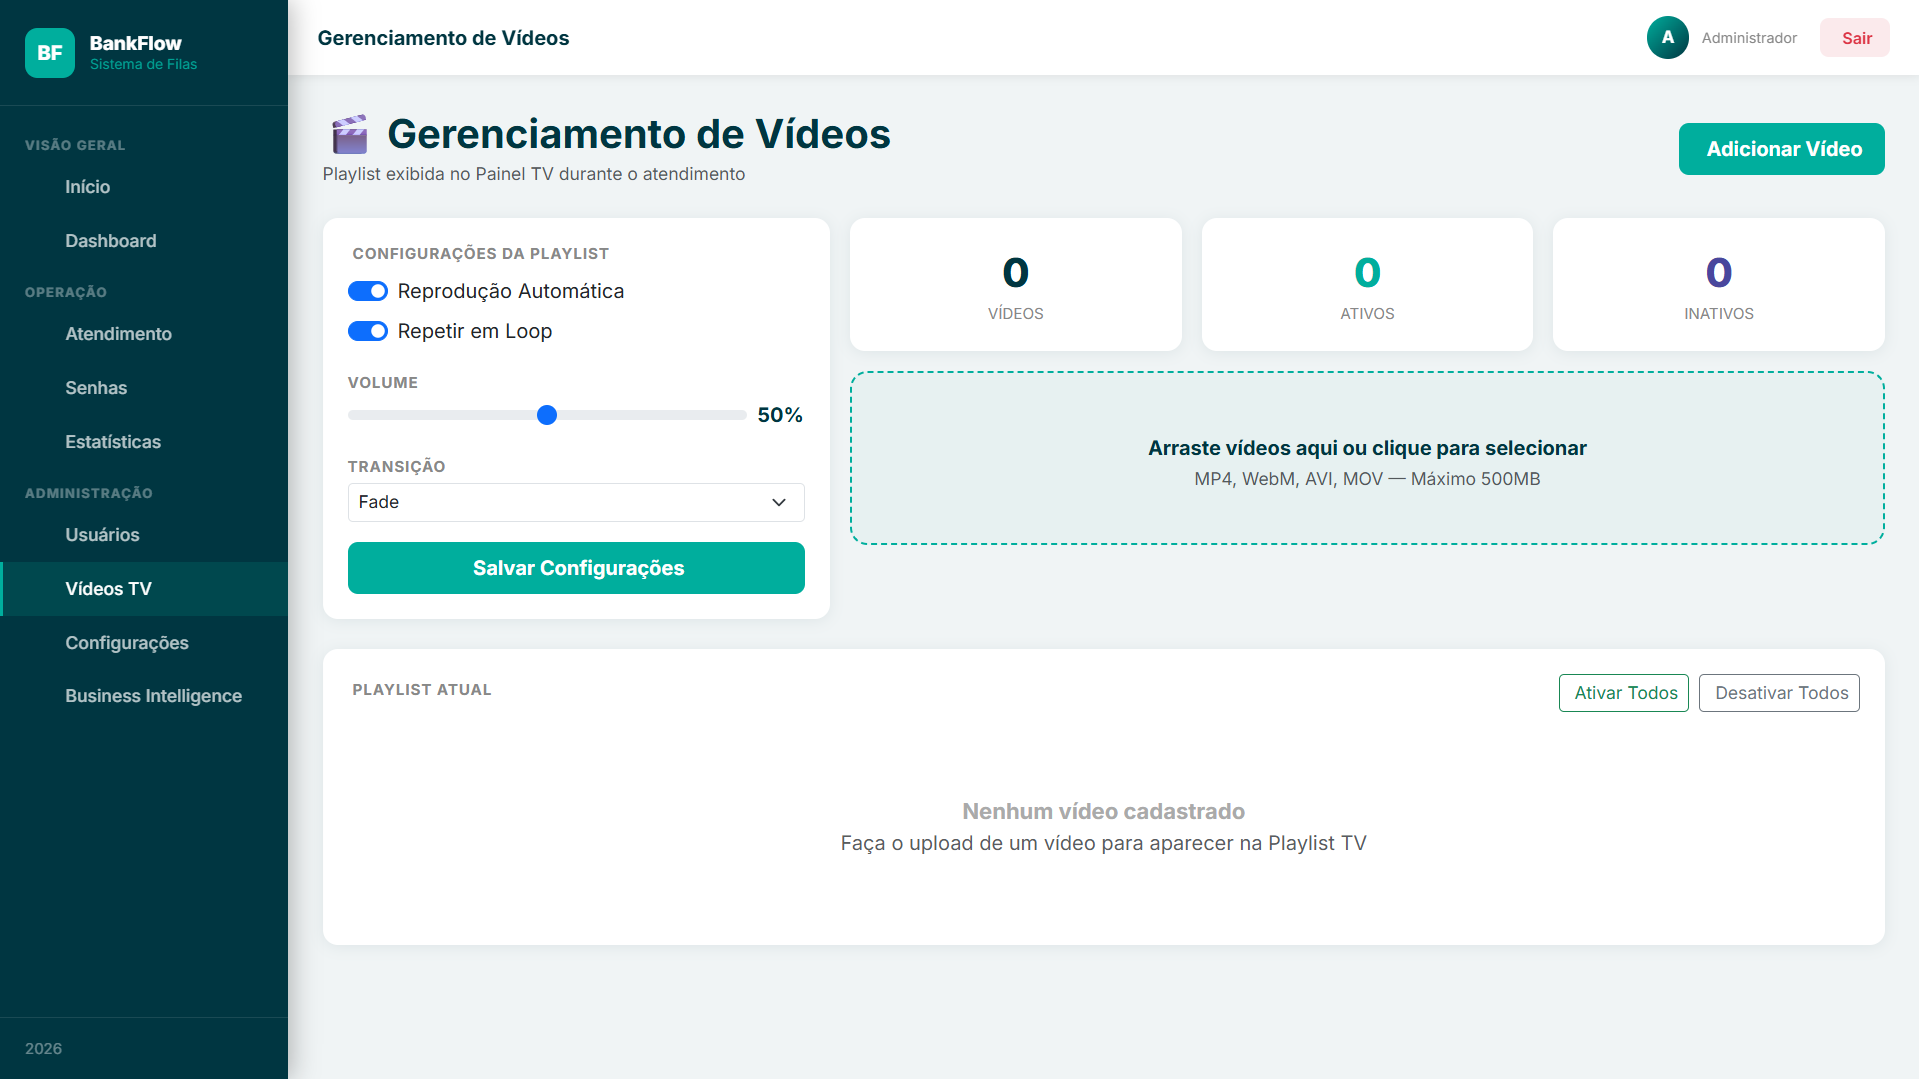 BF
BankFlow
Sistema de Filas
VISÃO GERAL
Início
Dashboard
OPERAÇÃO
Atendimento
Senhas
Estatísticas
ADMINISTRAÇÃO
Usuários
Vídeos TV
Configurações
Business Intelligence
2026
Gerenciamento de Vídeos
A
Administrador
Sair
Gerenciamento de Vídeos
Playlist exibida no Painel TV durante o atendimento
Adicionar Vídeo
CONFIGURAÇÕES DA PLAYLIST
Reprodução Automática
Repetir em Loop
VOLUME
50%
TRANSIÇÃO
Fade
Salvar Configurações
0
VÍDEOS
0
ATIVOS
0
INATIVOS
Arraste vídeos aqui ou clique para selecionar
MP4, WebM, AVI, MOV — Máximo 500MB
PLAYLIST ATUAL
Ativar Todos
Desativar Todos
Nenhum vídeo cadastrado
Faça o upload de um vídeo para aparecer na Playlist TV